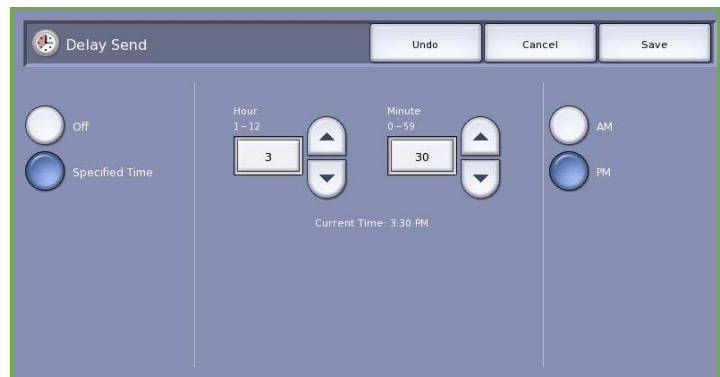 Delay Send
Undo
Cancel
Save
Off
Specified Time
Hour
1-12
3
Minute
0-59
30
AM
PM
Current Time: 3:30 PM